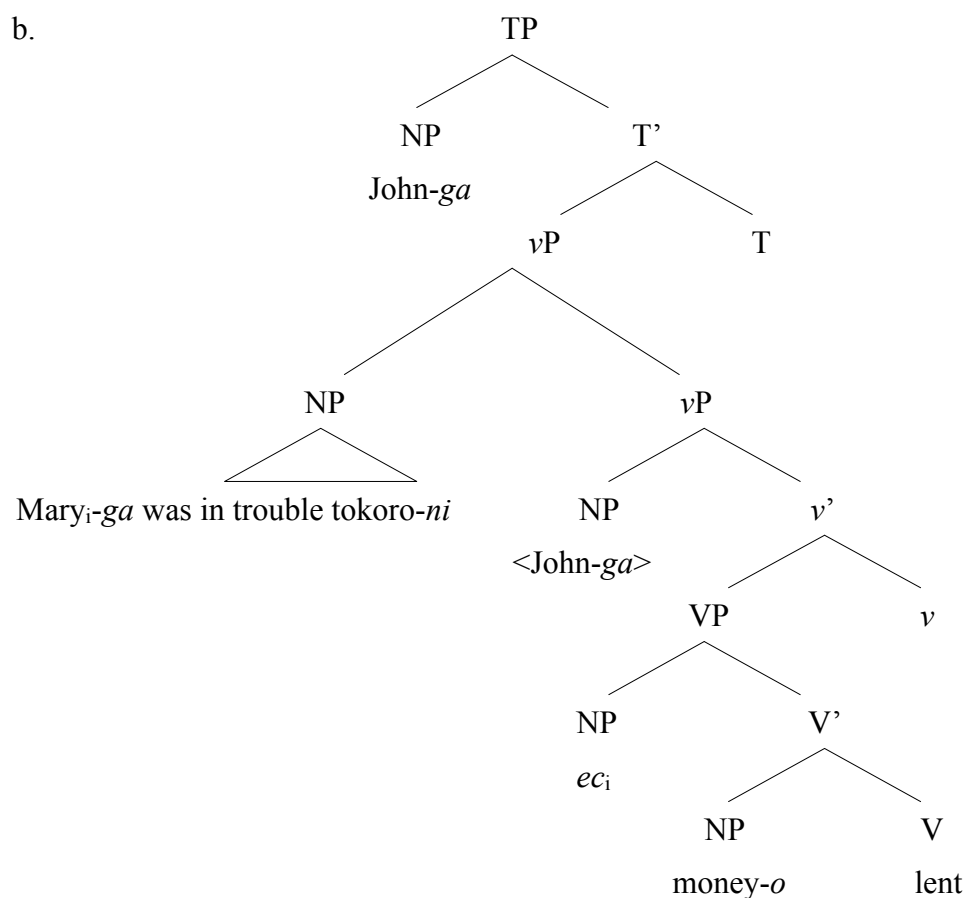 b. TP
NP T’
John-ga
vP T
NP vP
Maryi-ga was in trouble tokoro-ni NP v’
<John-ga>
VP v
NP V’
eci
NP V
money-o lent